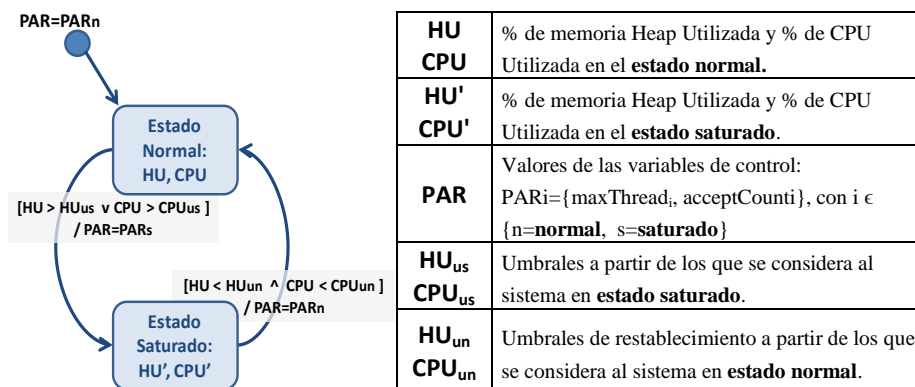 PAR=PARn
Estado
Normal:
HU, CPU
[HU > HUus v CPU > CPUus ]
/ PAR=PARs
[HU < HUun ^ CPU < CPUun ]
/ PAR=PARn
Estado
Saturado:
HU', CPU'
HU
CPU
% de memoria Heap Utilizada y % de CPU
Utilizada en el estado normal.
HU'
CPU'
% de memoria Heap Utilizada y % de CPU
Utilizada en el estado saturado.
PAR
Valores de las variables de control:
PARi={maxThreadi, acceptCounti}, con i ϵ
{n=normal, s=saturado}
HUus
CPUus
Umbrales a partir de los que se considera al
sistema en estado saturado.
HUun
CPUun
Umbrales de restablecimiento a partir de los que
se considera al sistema en estado normal.